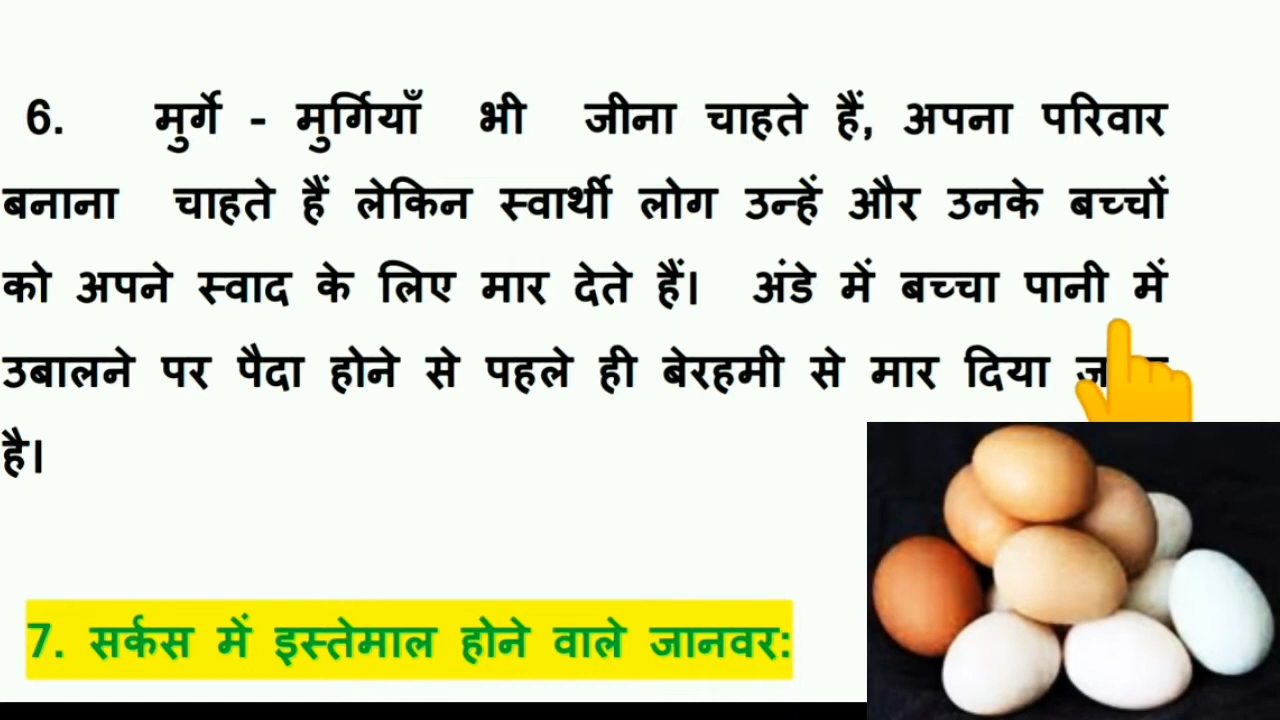 6. मुर्गे - मुर्गियाँ भी जीना चाहते हैं, अपना परिवार
बनाना चाहते हैं लेकिन स्वार्थी लोग उन्हें और उनके बच्चों
को अपने स्वाद के लिए मार देते हैं। अंडे में बच्चा पानी में
उबालने पर पैदा होने से पहले ही बेरहमी से मार दिया
है।
7. सर्कस में इस्तेमाल होने वाले जानवर: